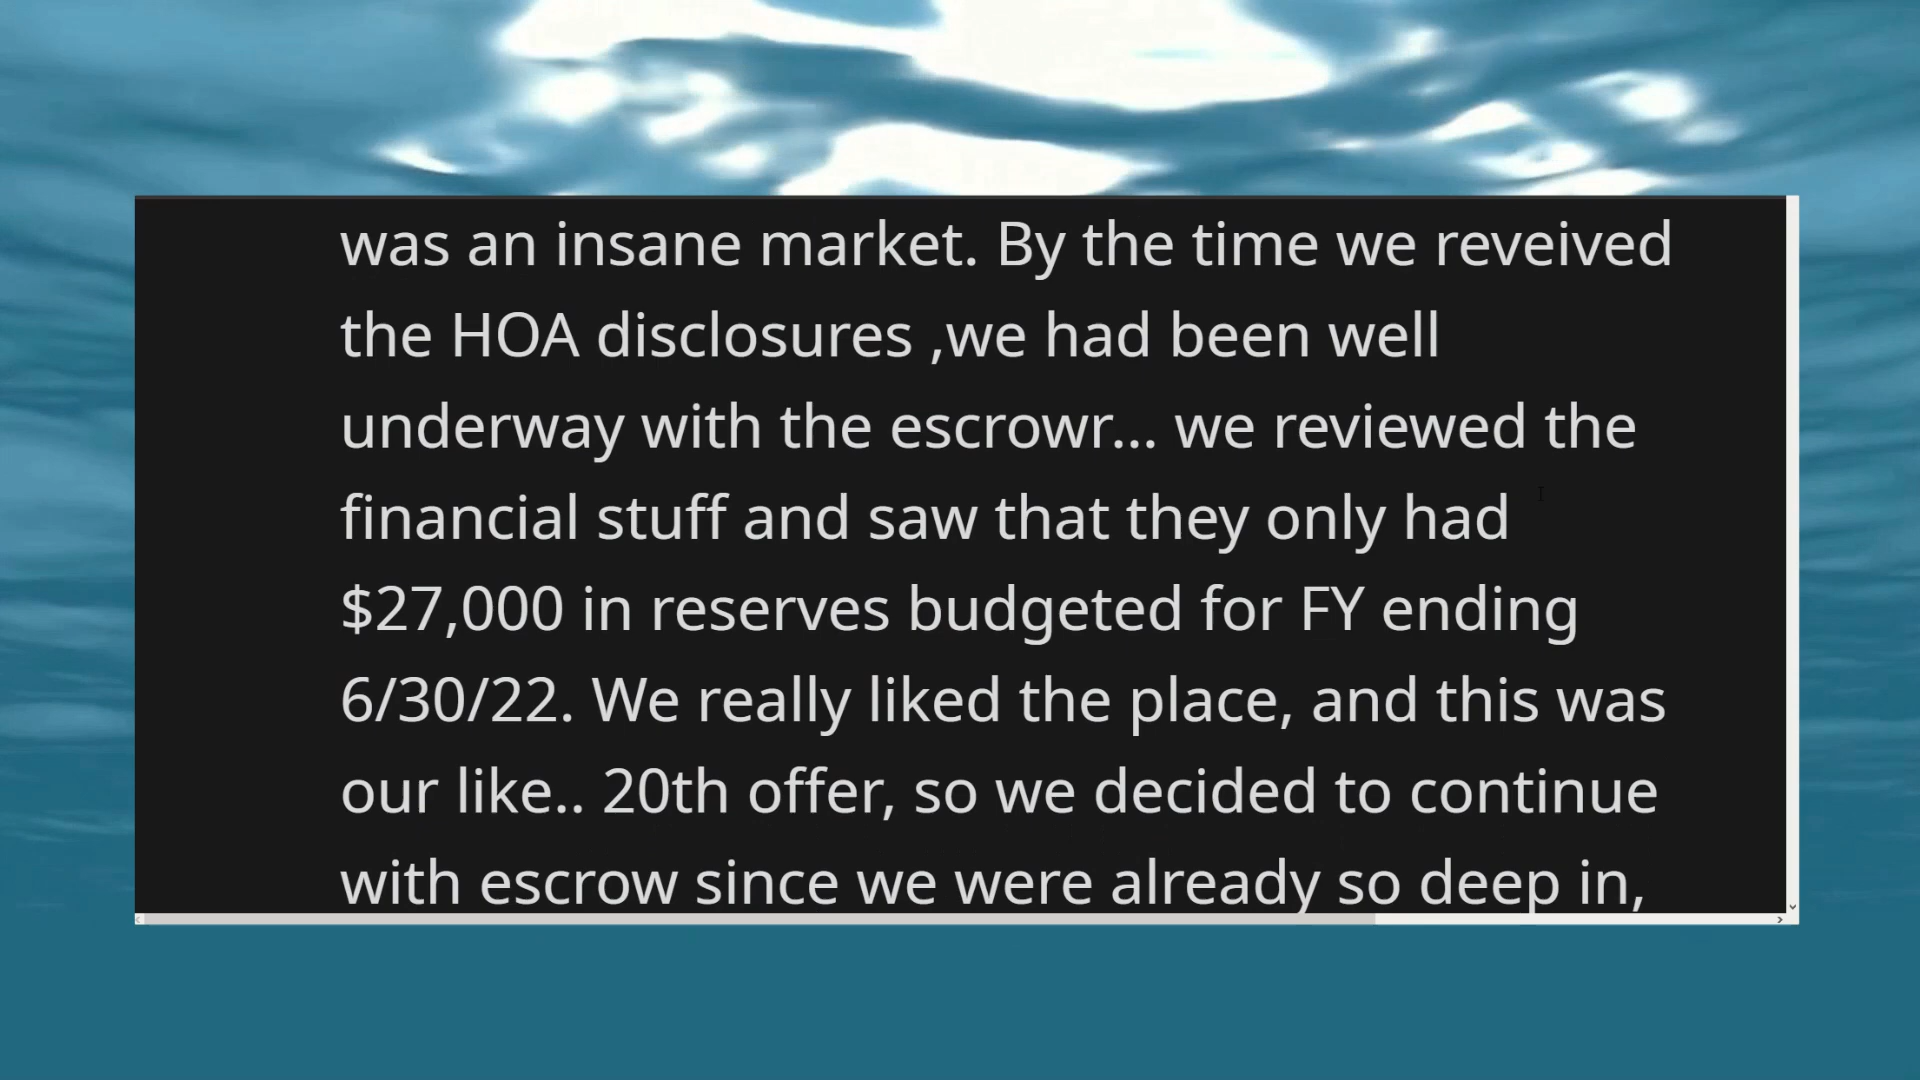 was an insane market. By the time we reveived
the HOA disclosures ,we had been well
underway with the escrowr... we reviewed the
financial stuff and saw that they only had
$27,000 in reserves budgeted for FY ending
6/30/22. We really liked the place, and this was
our like.. 20th offer, so we decided to continue
with escrow since we were already so deep in,